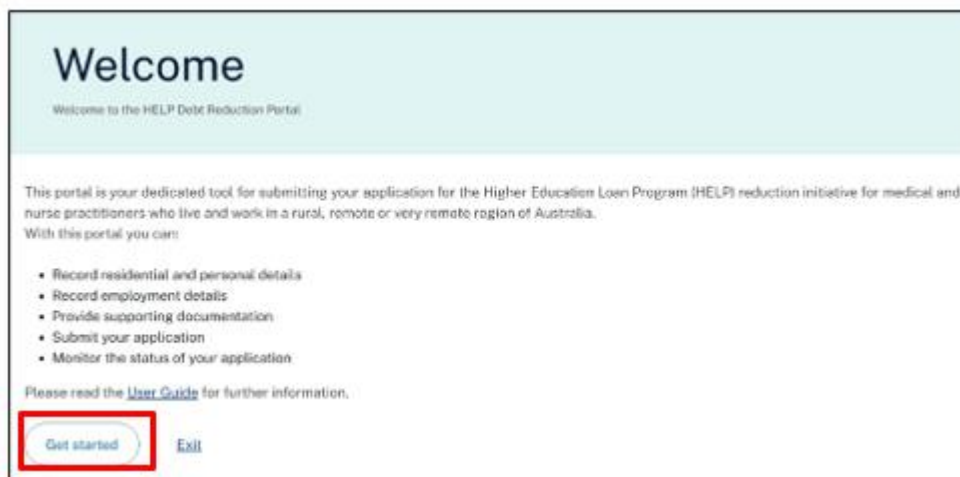 Welcome
Welcome to the HELP Debt Reduction Portal
This portal is your dedicated tool for submitting your application for the Higher Education Loan Program (HELP) reduction initiative for medical and
nurse practitioners who live and work in a rural, remote or very remote region of Australia.
With this portal you can:
• Record residential and personal details
• Record employment details
• Provide supporting documentation
• Submit your application
• Monitor the status of your application
Please read the User Guide for further information.
Get started Exit